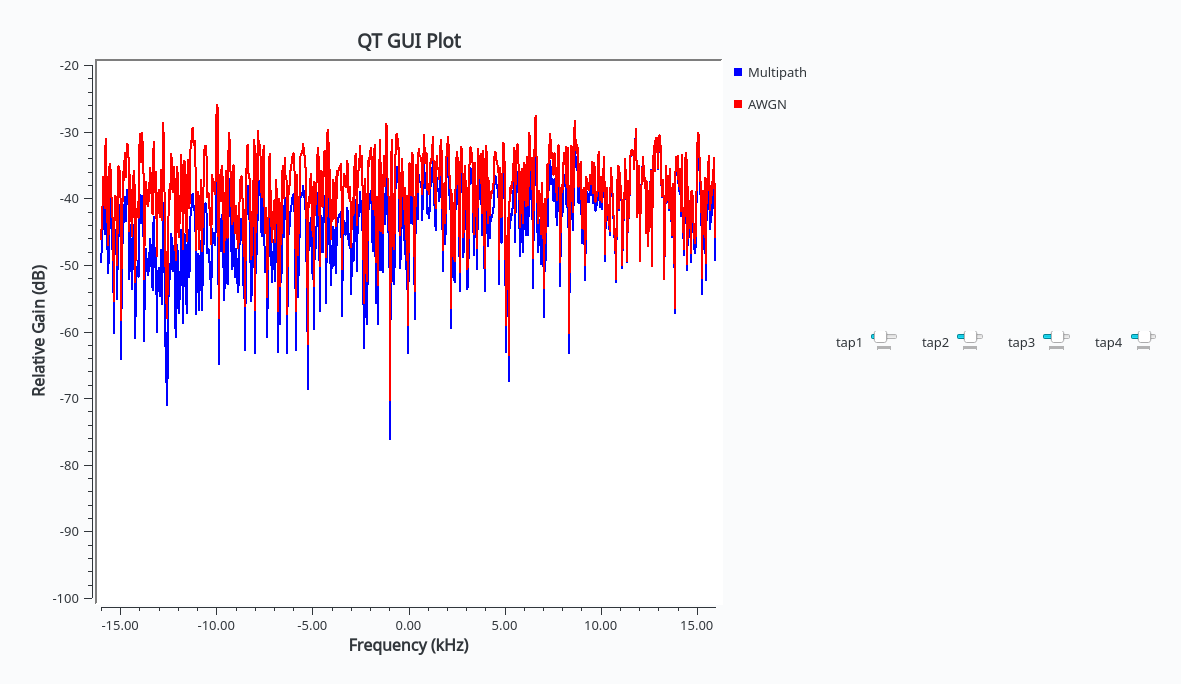 QT GUI Plot
Multipath
AWGN
Relative Gain (dB)
-20
-30
-40
-50
-60
-70
-80
-90
-100
-15.00 -10.00 -5.00 0.00 5.00 10.00 15.00
Frequency (kHz)
tap1 tap2 tap3 tap4